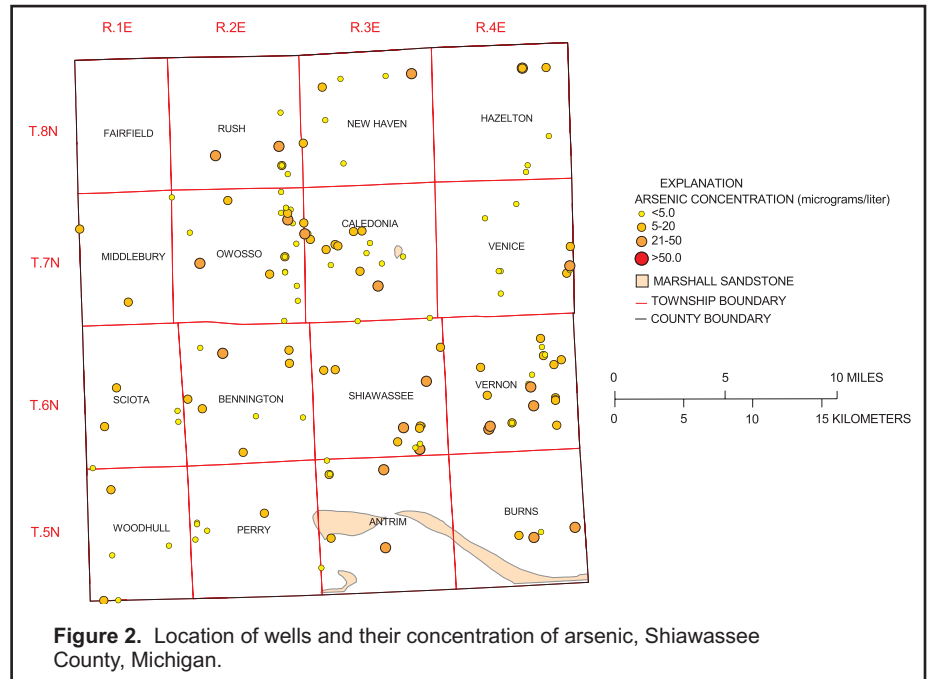 R.1E R.2E R.3E R.4E
T.8N
FAIRFIELD RUSH NEW HAVEN HAZELTON
T.7N
MIDDLEBURY OWOSSO CALEDONIA VENICE
T.6N
SCIOTA BENNINGTON SHIAWASSEE VERNON
T.5N
WOODHULL PERRY ANTRIM BURNS
EXPLANATION
ARSENIC CONCENTRATION (micrograms/liter)
<5.0
5-20
21-50
>50.0
MARSHALL SANDSTONE
TOWNSHIP BOUNDARY
COUNTY BOUNDARY
0 5 10 MILES
0 5 10 15 KILOMETERS
Figure 2. Location of wells and their concentration of arsenic, Shiawassee
County, Michigan.